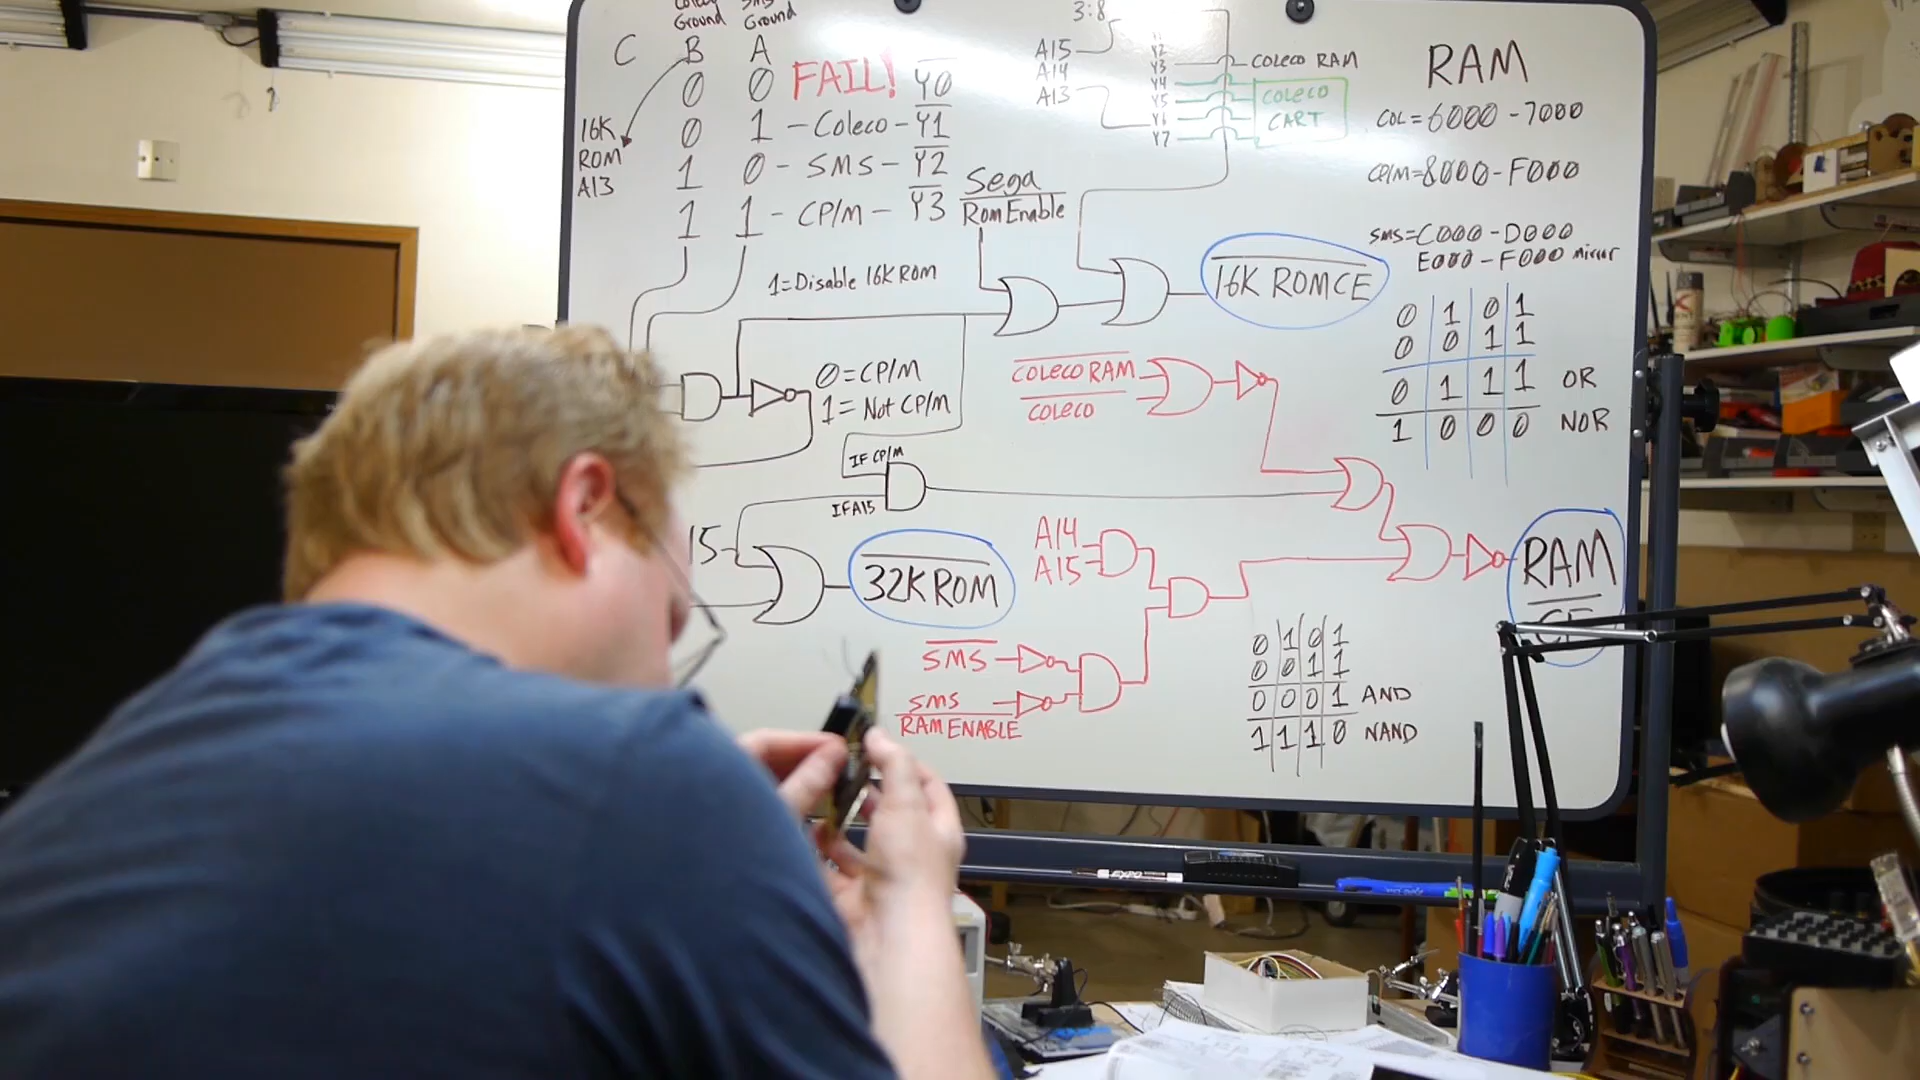 Coleco SMS
Ground Ground
C B A
0 0 FAIL! Y0
0 1 - Coleco - Y1
1 0 - SMS - Y2
1 1 - CP/M - Y3
16K
ROM
A13
Sega
Rom Enable
1=Disable 16K ROM
3:8
A15
A14
A13
Y2
Y3
Y4
Y5
Y6
Y7
COLECO RAM
COLECO
CART
RAM
COL=6000-7000
CP/M=8000-F000
SMS=C000-D000
E000-F000 mirror
16K ROMCE
0=CP/M
1=Not CP/M
COLECO RAM
COLECO
0 1 0 1
0 0 1 1
0 1 1 1 OR
1 0 0 0 NOR
IF CP/M
IF A15
15
32K ROM
A14
A15
RAM
CE
SMS
SMS
RAM ENABLE
0 1 0 1
0 0 1 1
0 0 0 1 AND
1 1 1 0 NAND
EXPO